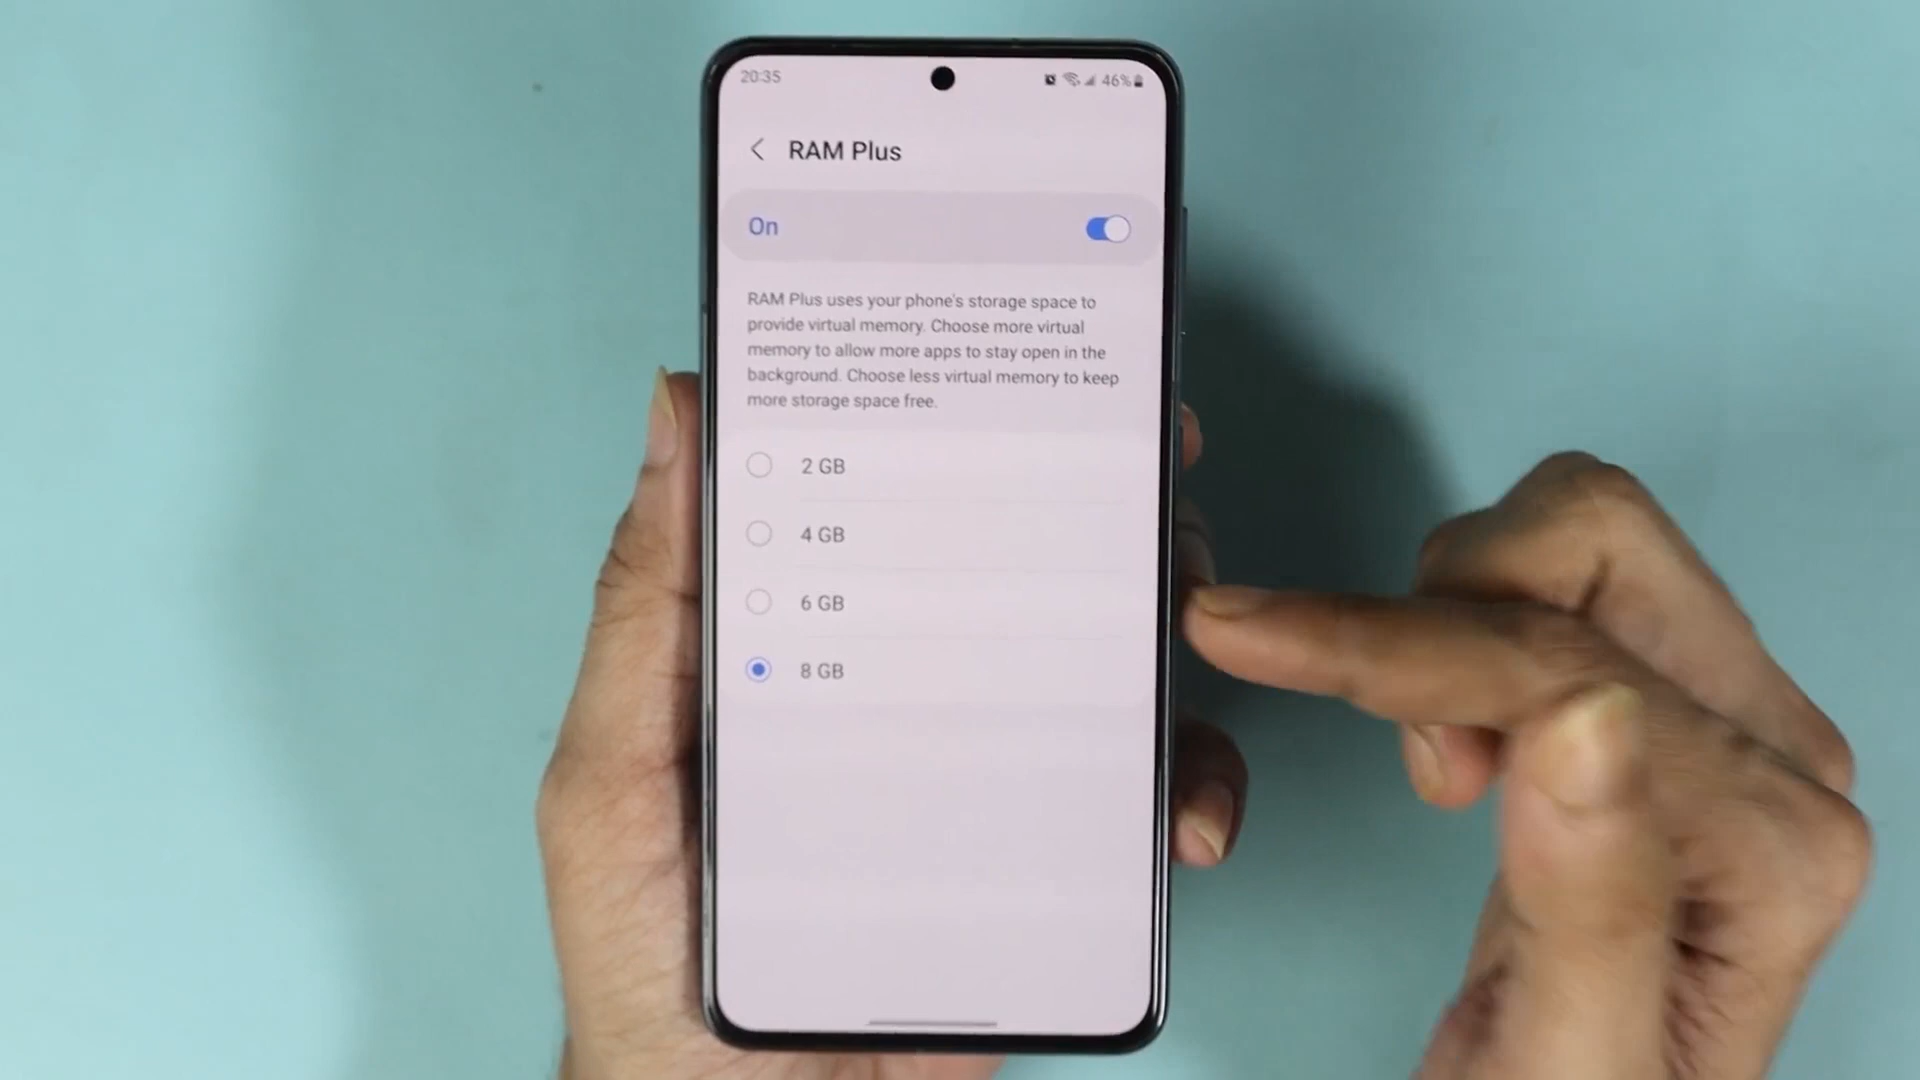 20:35
46%
RAM Plus
On
RAM Plus uses your phone's storage space to
provide virtual memory. Choose more virtual
memory to allow more apps to stay open in the
background. Choose less virtual memory to keep
more storage space free.
2 GB
4 GB
6 GB
8 GB